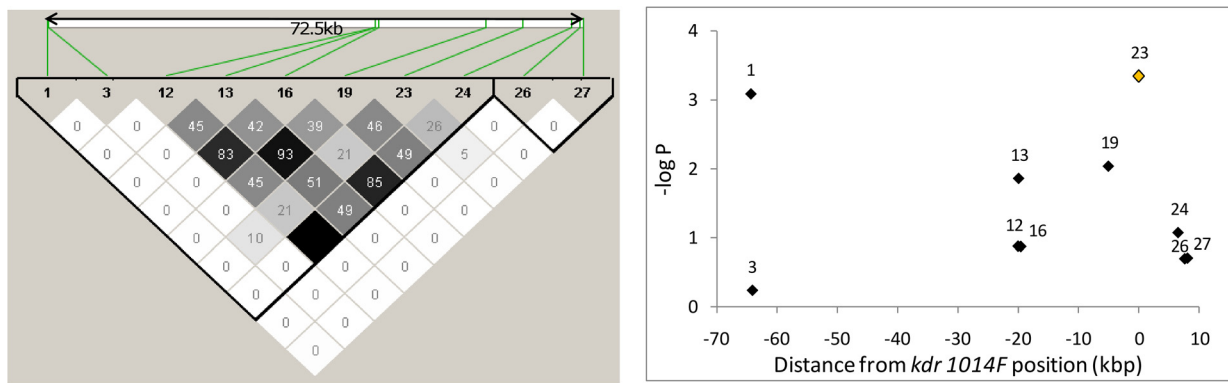 72.5kb
1 3 12 13 16 19 23 24 26 27
0 0 45 42 39 46 26 0 0
0 0 83 93 21 49 5 0
0 0 45 51 85 0 0
0 0 21 49 0 0
0 10 0 0
0 0 0 0
0 0 0
0 0
0
-log P
4
3
2
1
0
1
23
19
13
12 16
24
26 27
3
-70 -60 -50 -40 -30 -20 -10 0 10
Distance from kdr 1014F position (kbp)